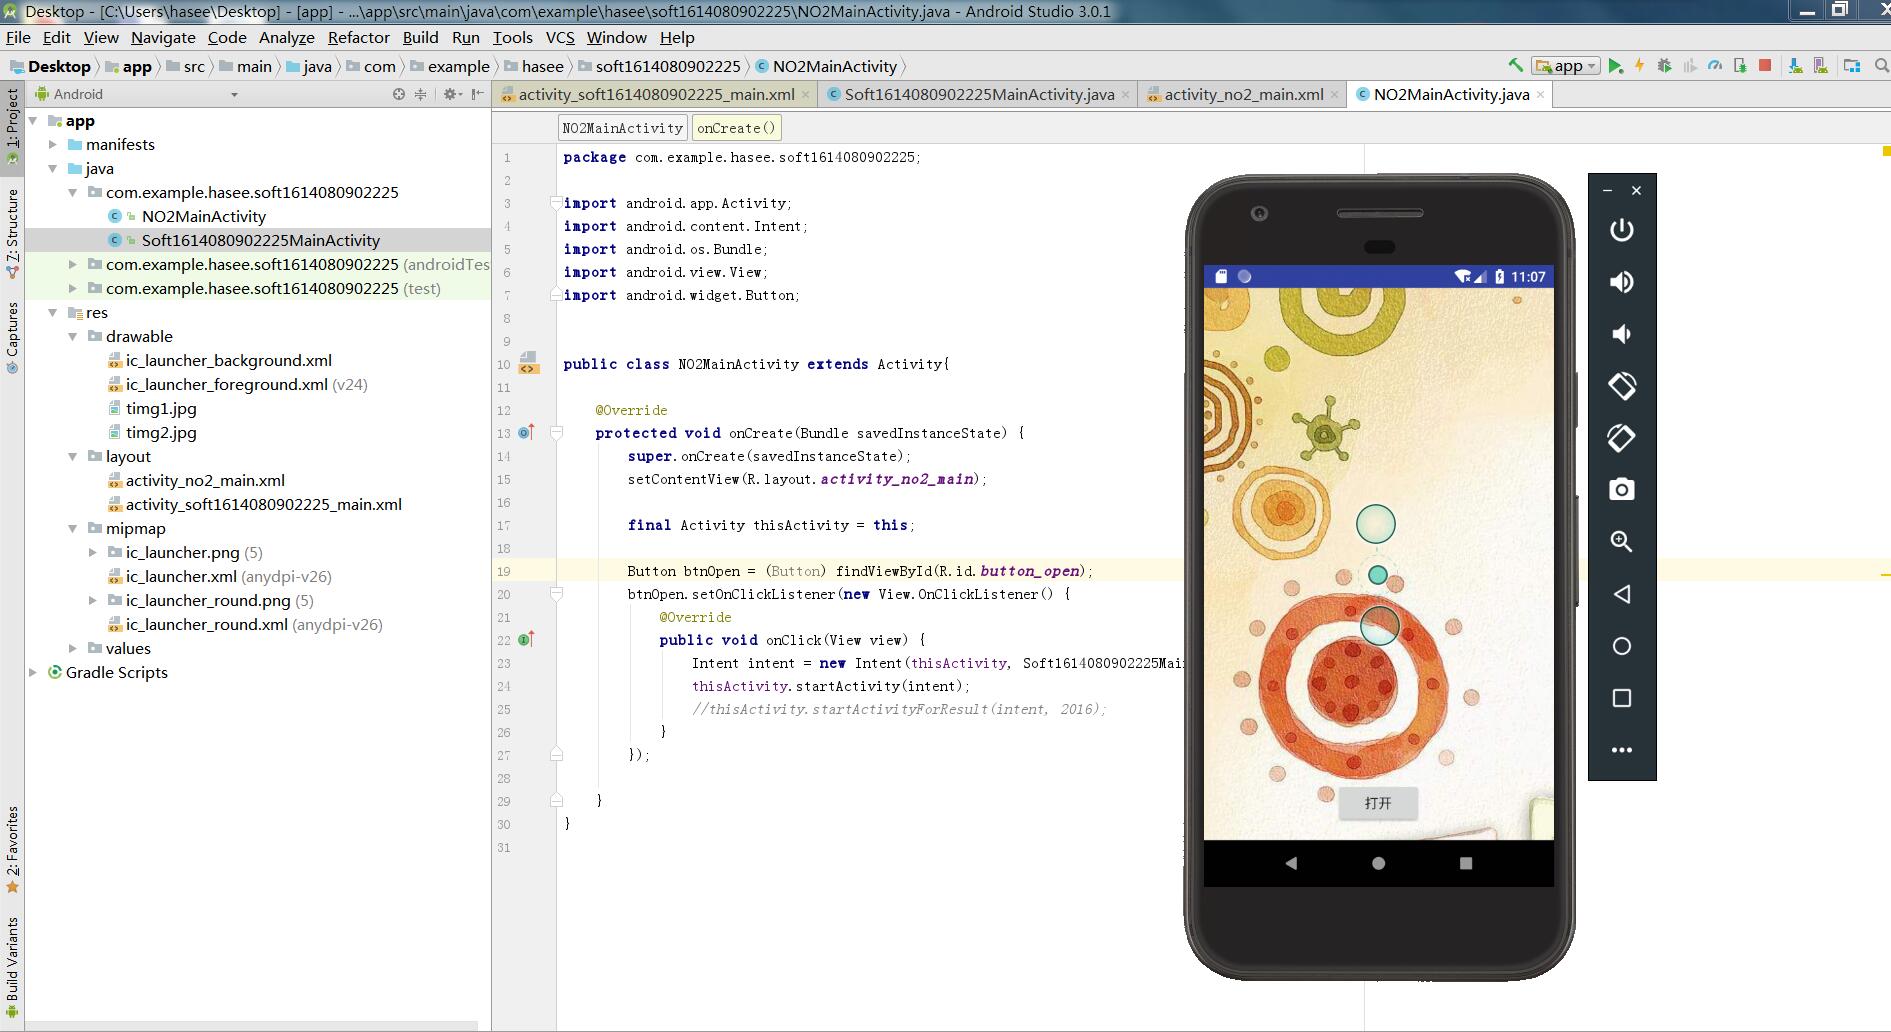 Desktop - [C:\Users\hasee\Desktop] - [app] - ...\app\src\main\java\com\example\hasee\soft1614080902225\NO2MainActivity.java - Android Studio 3.0.1
File Edit View Navigate Code Analyze Refactor Build Run Tools VCS Window Help
Desktop app src main java com example hasee soft1614080902225 NO2MainActivity
app
Android
activity_soft1614080902225_main.xml Soft1614080902225MainActivity.java activity_no2_main.xml NO2MainActivity.java
NO2MainActivity onCreate()
1: Project
7: Structure
Captures
2: Favorites
Build Variants
app
manifests
java
com.example.hasee.soft1614080902225
NO2MainActivity
Soft1614080902225MainActivity
com.example.hasee.soft1614080902225 (androidTes
com.example.hasee.soft1614080902225 (test)
res
drawable
ic_launcher_background.xml
ic_launcher_foreground.xml (v24)
timg1.jpg
timg2.jpg
layout
activity_no2_main.xml
activity_soft1614080902225_main.xml
mipmap
ic_launcher.png (5)
ic_launcher.xml (anydpi-v26)
ic_launcher_round.png (5)
ic_launcher_round.xml (anydpi-v26)
values
Gradle Scripts
1 package com.example.hasee.soft1614080902225;
2
3 import android.app.Activity;
4 import android.content.Intent;
5 import android.os.Bundle;
6 import android.view.View;
7 import android.widget.Button;
8
9
10 public class NO2MainActivity extends Activity{
11
12 @Override
13 protected void onCreate(Bundle savedInstanceState) {
14 super.onCreate(savedInstanceState);
15 setContentView(R.layout.activity_no2_main);
16
17 final Activity thisActivity = this;
18
19 Button btnOpen = (Button) findViewById(R.id.button_open);
20 btnOpen.setOnClickListener(new View.OnClickListener() {
21 @Override
22 public void onClick(View view) {
23 Intent intent = new Intent(thisActivity, Soft1614080902225Mai
24 thisActivity.startActivity(intent);
25 //thisActivity.startActivityForResult(intent, 2016);
26 }
27 });
28
29 }
30 }
31
11:07
打开